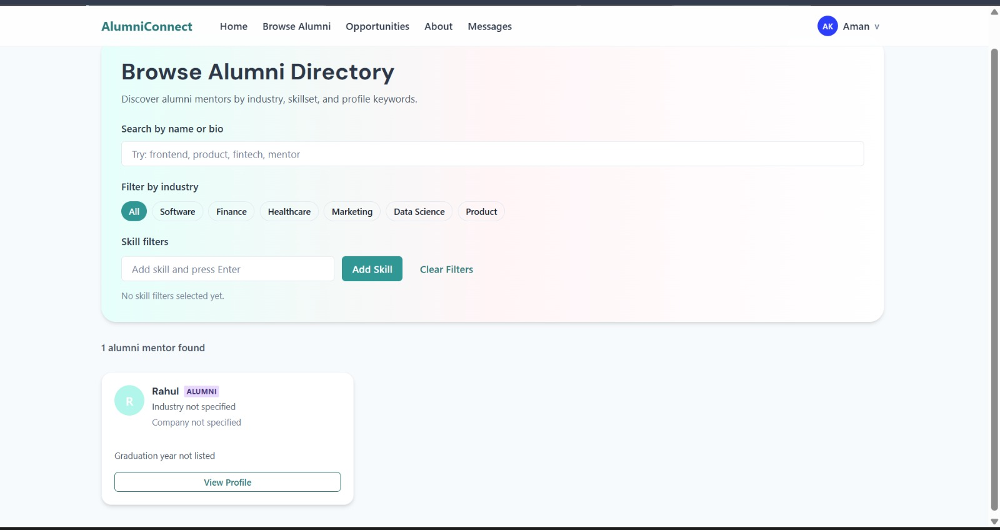 AlumniConnect Home Browse Alumni Opportunities About Messages AK Aman v
Browse Alumni Directory
Discover alumni mentors by industry, skillset, and profile keywords.
Search by name or bio
Try: frontend, product, fintech, mentor
Filter by industry
All Software Finance Healthcare Marketing Data Science Product
Skill filters
Add skill and press Enter Add Skill Clear Filters
No skill filters selected yet.
1 alumni mentor found
R
Rahul ALUMNI
Industry not specified
Company not specified
Graduation year not listed
View Profile